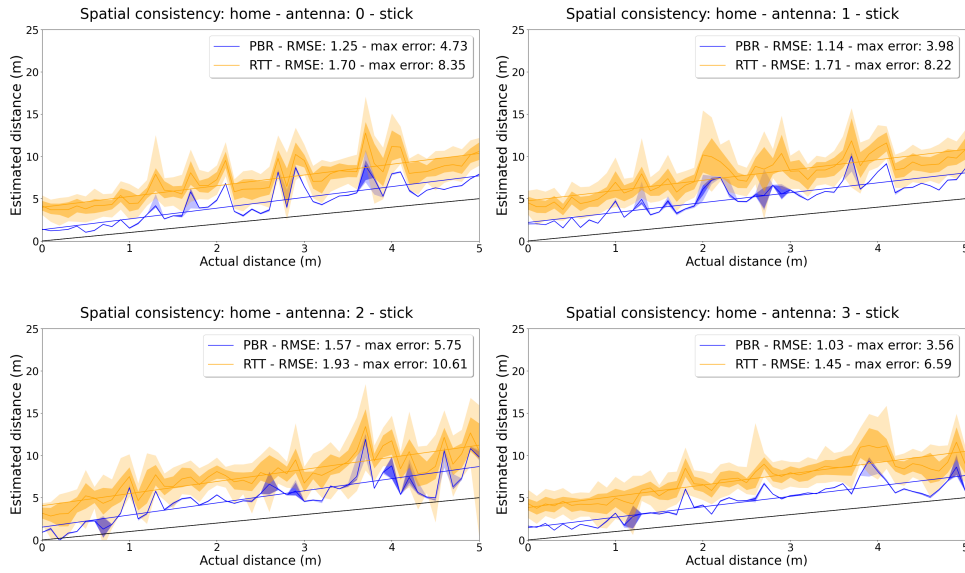 Spatial consistency: home - antenna: 0 - stick
PBR - RMSE: 1.25 - max error: 4.73
RTT - RMSE: 1.70 - max error: 8.35
Estimated distance (m)
25
20
15
10
5
0
0 1 2 3 4 5
Actual distance (m)
Spatial consistency: home - antenna: 1 - stick
PBR - RMSE: 1.14 - max error: 3.98
RTT - RMSE: 1.71 - max error: 8.22
Estimated distance (m)
25
20
15
10
5
0
0 1 2 3 4 5
Actual distance (m)
Spatial consistency: home - antenna: 2 - stick
PBR - RMSE: 1.57 - max error: 5.75
RTT - RMSE: 1.93 - max error: 10.61
Estimated distance (m)
25
20
15
10
5
0
0 1 2 3 4 5
Actual distance (m)
Spatial consistency: home - antenna: 3 - stick
PBR - RMSE: 1.03 - max error: 3.56
RTT - RMSE: 1.45 - max error: 6.59
Estimated distance (m)
25
20
15
10
5
0
0 1 2 3 4 5
Actual distance (m)